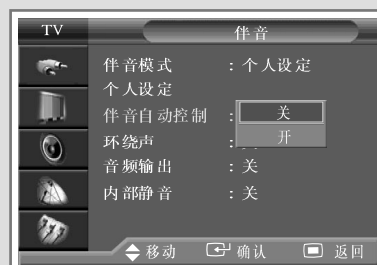 TV 伴音
伴音模式 : 个人设定
个人设定
伴音自动控制 : 关
开
环绕声 :
音频输出 : 关
内部静音 : 关
移动 确认 返回